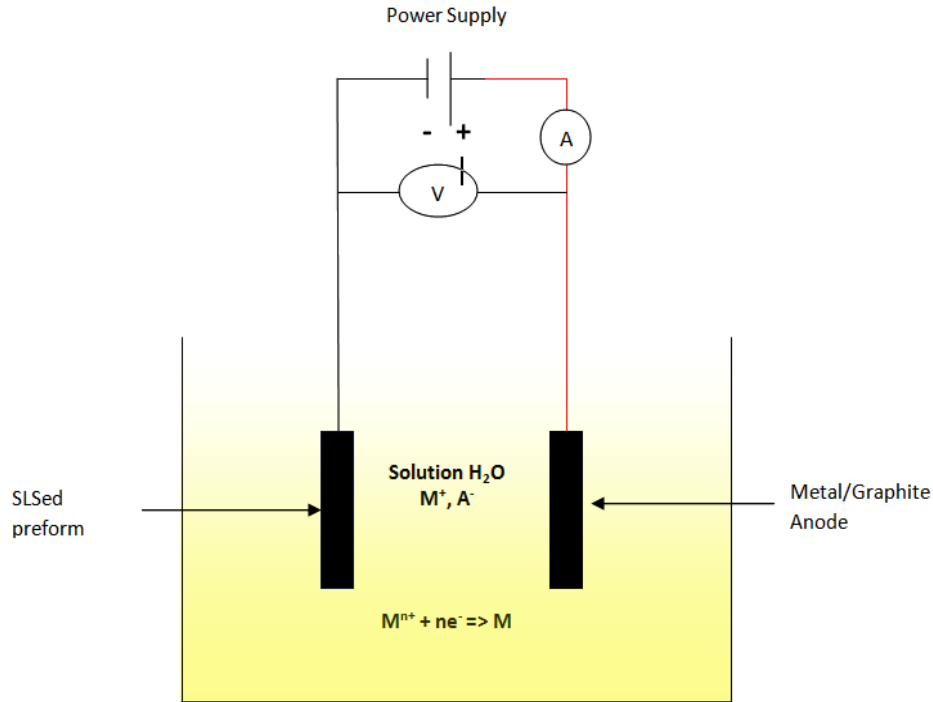 Power Supply
- +
A
V
Solution H₂O
M⁺, A⁻
SLSed
preform
Metal/Graphite
Anode
Mⁿ⁺ + ne⁻ => M